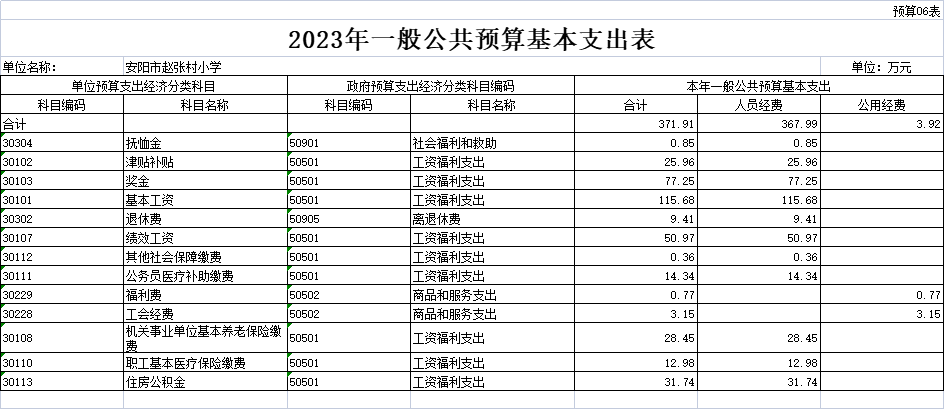 预算06表
2023年一般公共预算基本支出表
单位名称: 安阳市赵张村小学 单位: 万元
单位预算支出经济分类科目 政府预算支出经济分类科目编码 本年一般公共预算基本支出
科目编码 科目名称 科目编码 科目名称 合计 人员经费 公用经费
合计 371.91 367.99 3.92
30304 抚恤金 50901 社会福利和救助 0.85 0.85
30102 津贴补贴 50501 工资福利支出 25.96 25.96
30103 奖金 50501 工资福利支出 77.25 77.25
30101 基本工资 50501 工资福利支出 115.68 115.68
30302 退休费 50905 离退休费 9.41 9.41
30107 绩效工资 50501 工资福利支出 50.97 50.97
30112 其他社会保障缴费 50501 工资福利支出 0.36 0.36
30111 公务员医疗补助缴费 50501 工资福利支出 14.34 14.34
30229 福利费 50502 商品和服务支出 0.77 0.77
30228 工会经费 50502 商品和服务支出 3.15 3.15
30108 机关事业单位基本养老保险缴
费 50501 工资福利支出 28.45 28.45
30110 职工基本医疗保险缴费 50501 工资福利支出 12.98 12.98
30113 住房公积金 50501 工资福利支出 31.74 31.74